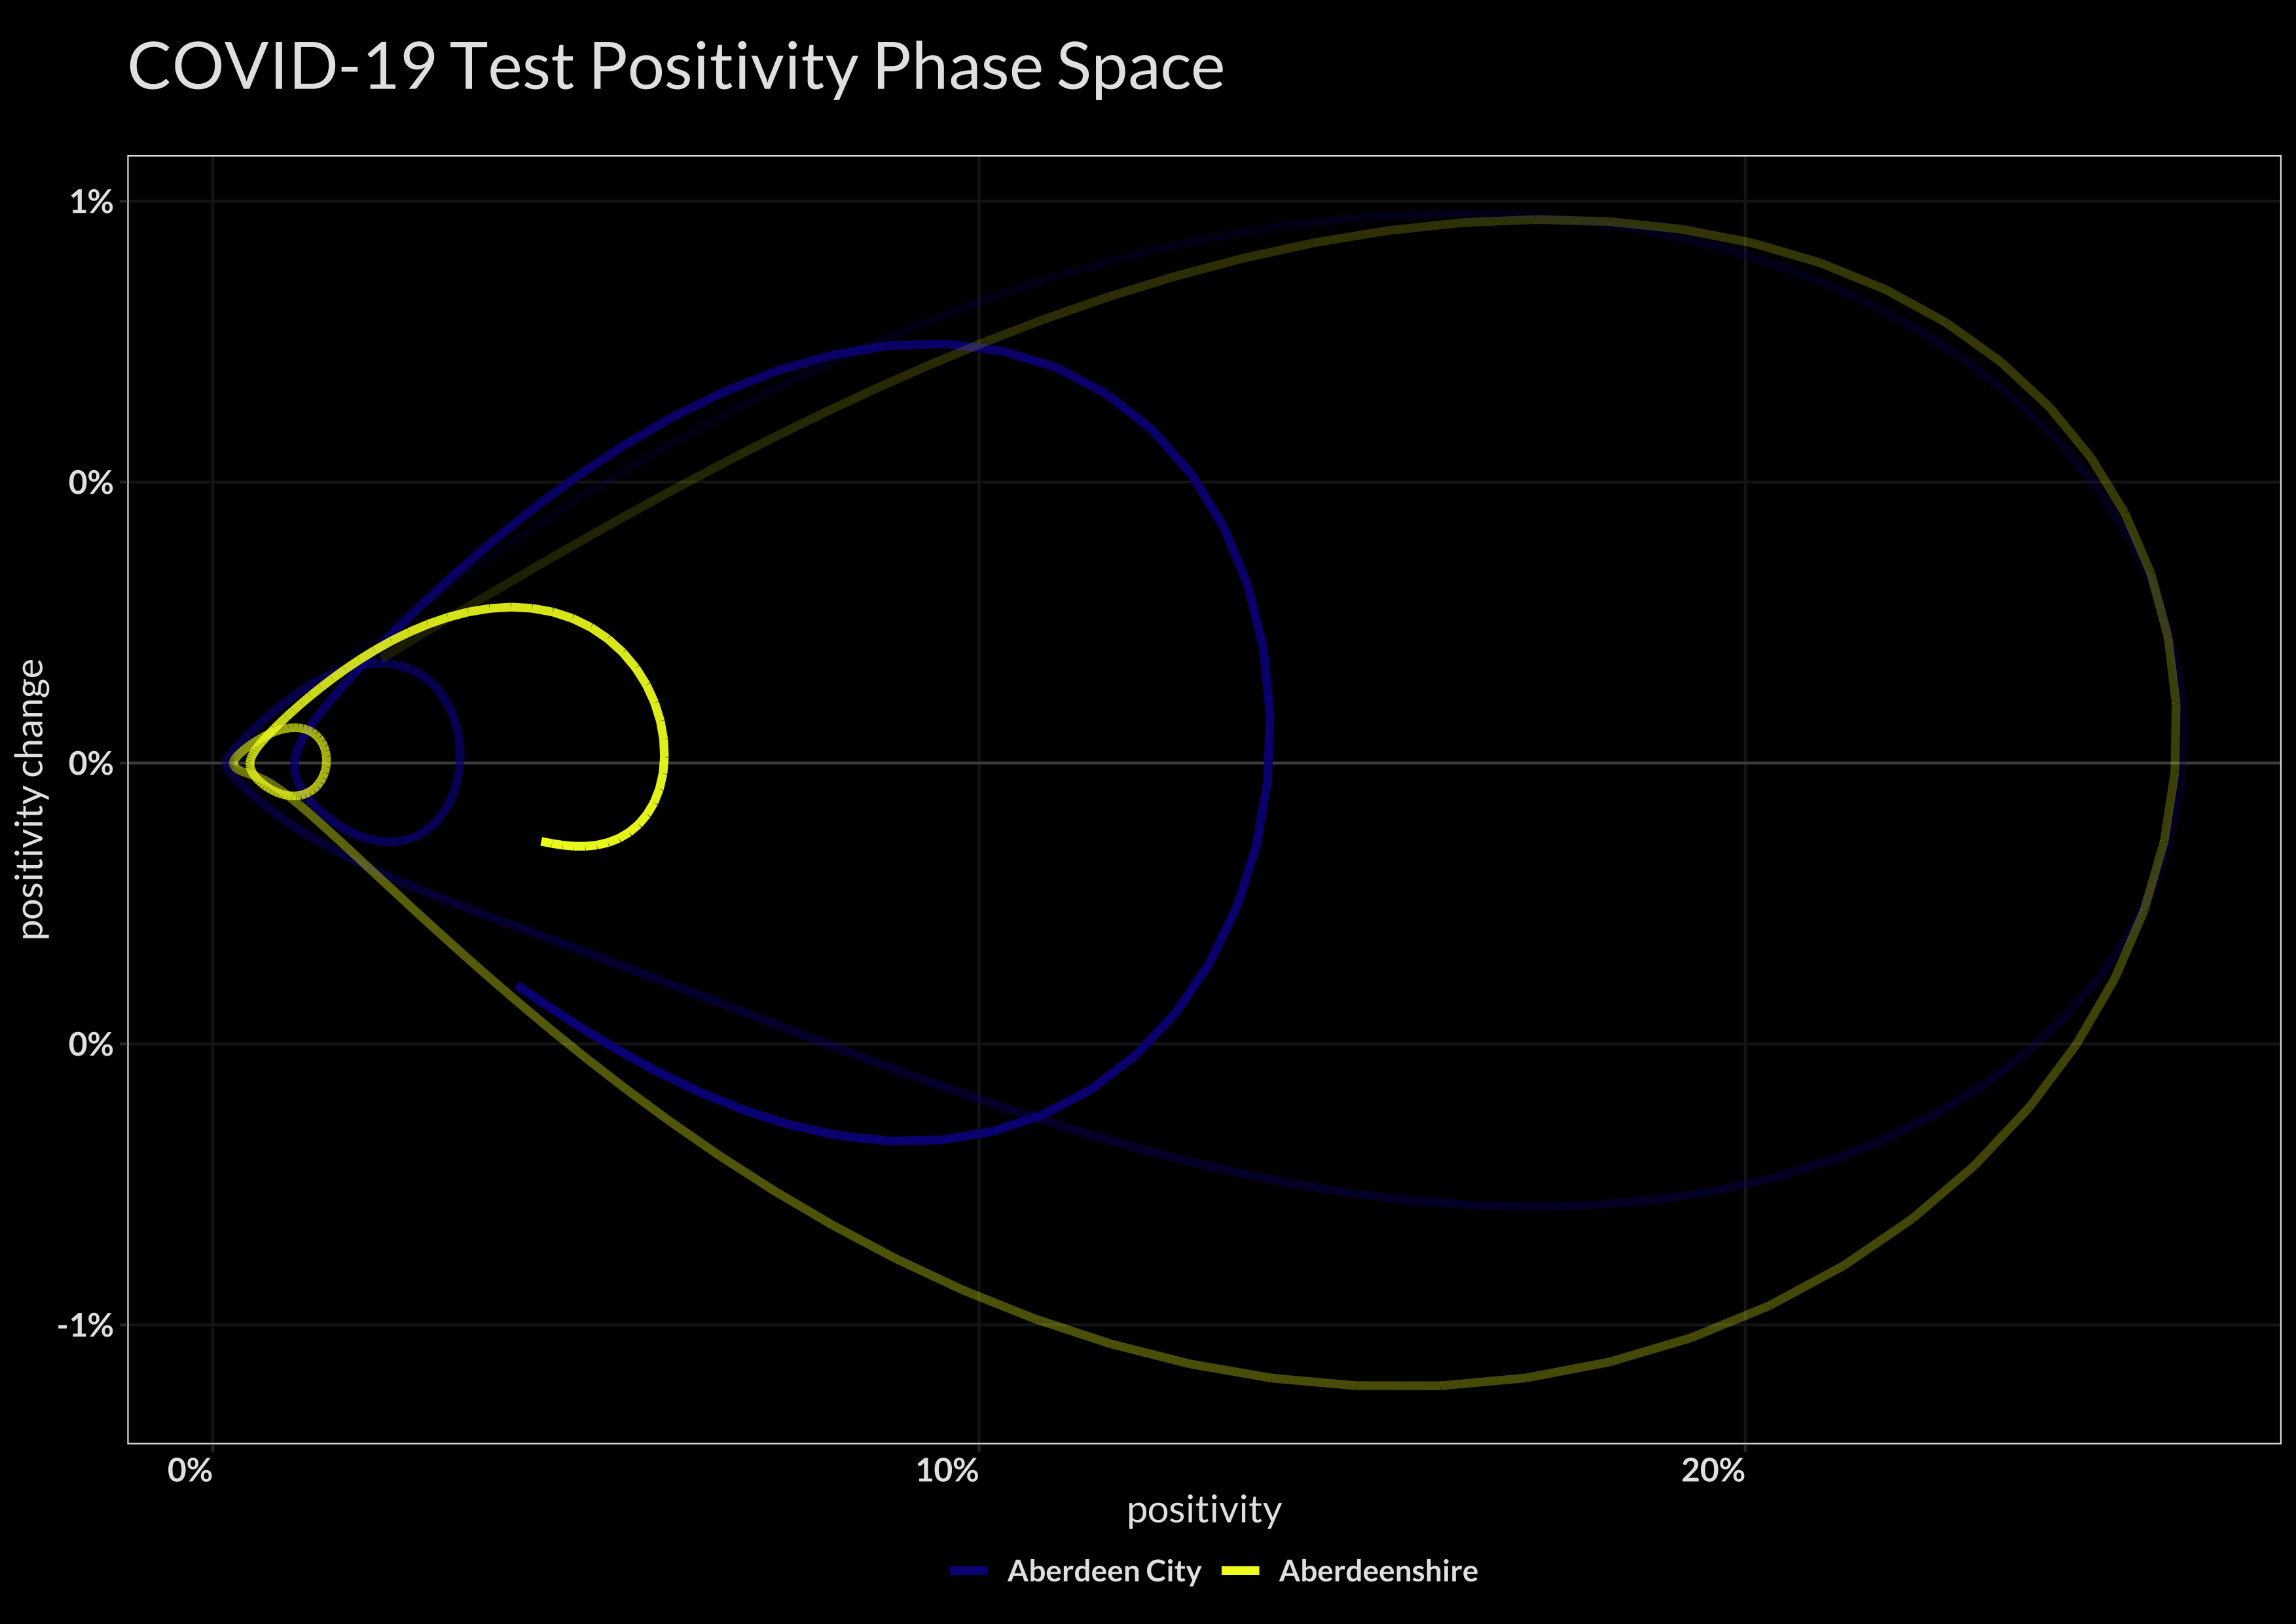 COVID-19 Test Positivity Phase Space
1%
0%
0%
0%
-1%
positivity change
0% 10% 20%
positivity
Aberdeen City Aberdeenshire